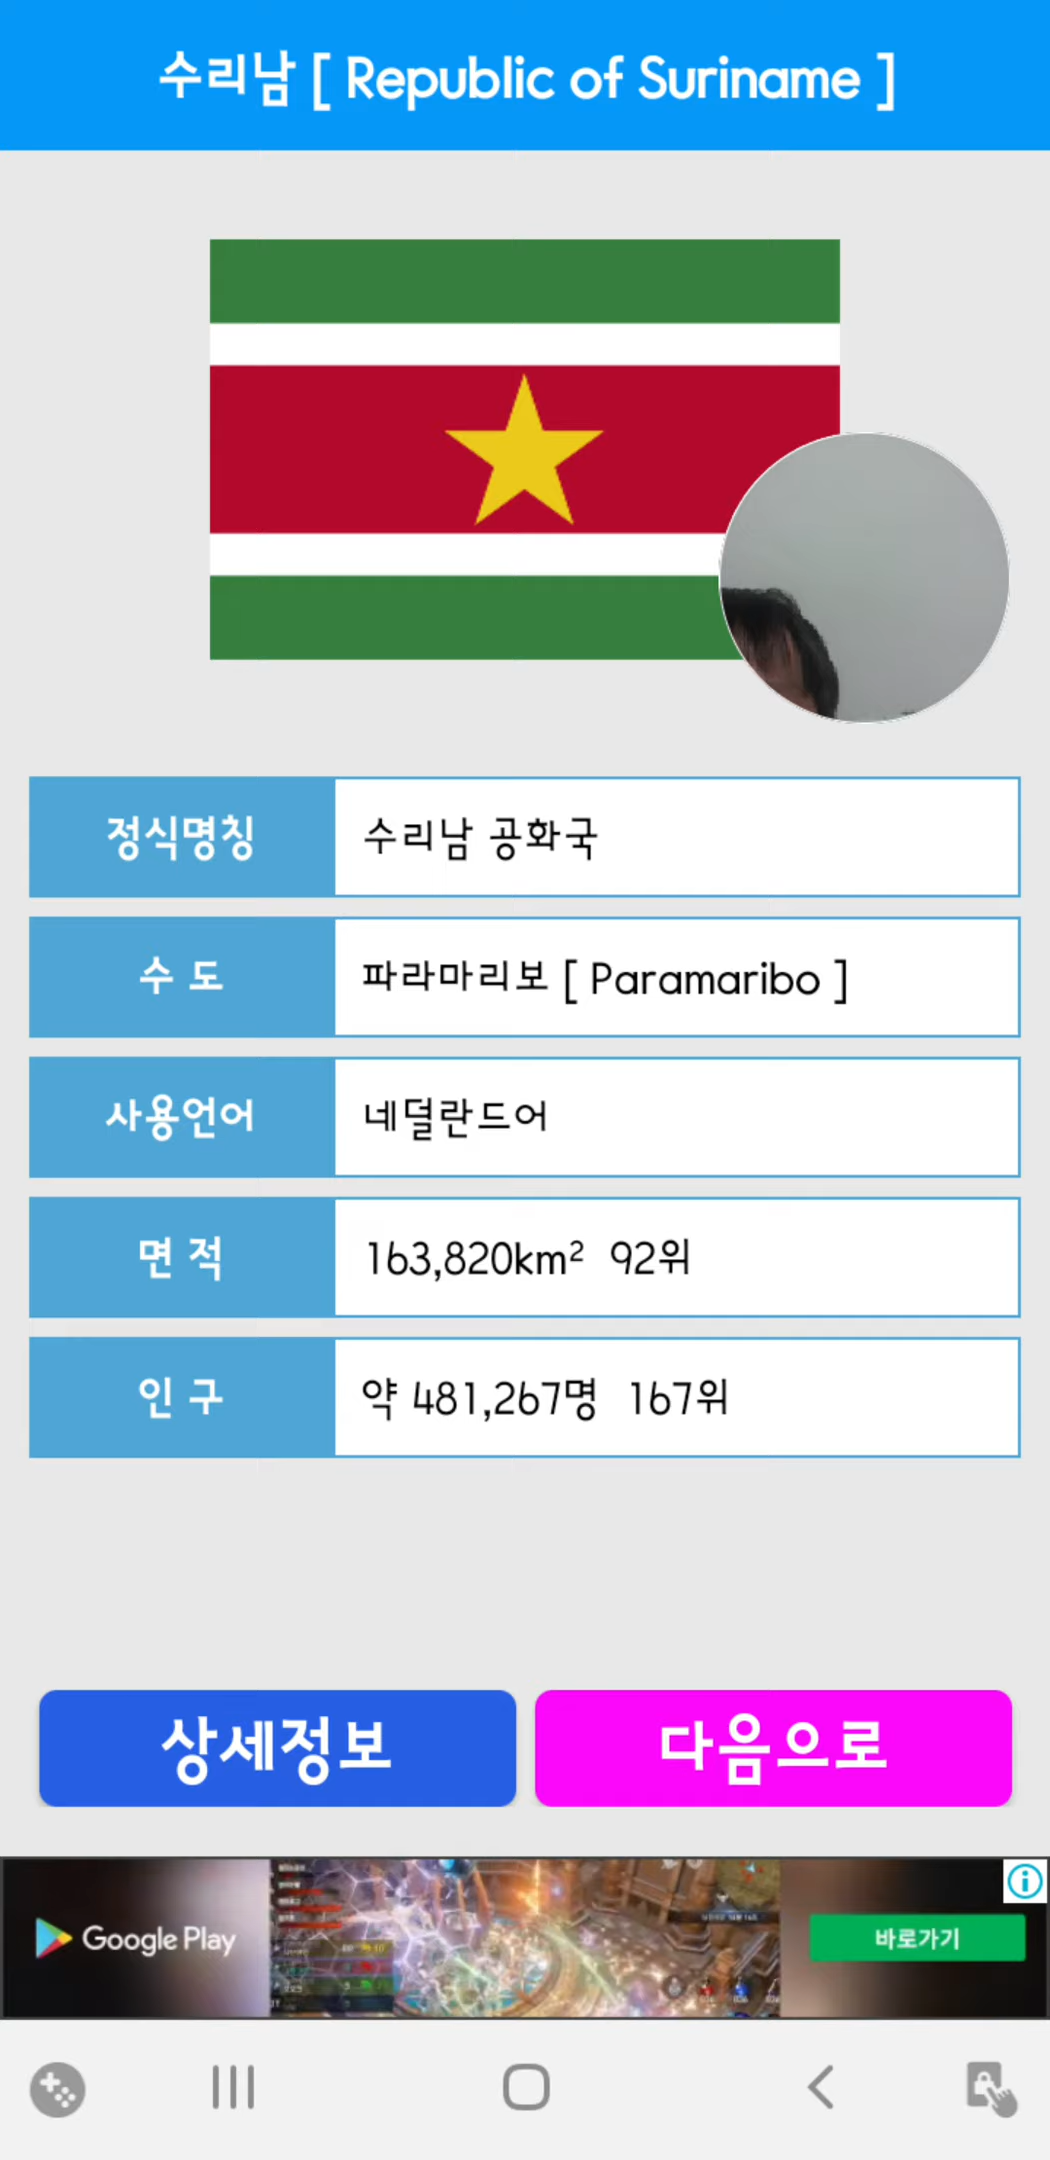 수리남 [ Republic of Suriname ]
정식명칭 수리남 공화국
수 도 파라마리보 [ Paramaribo ]
사용언어 네덜란드어
면 적 163,820km² 92위
인 구 약 481,267명 167위
상세정보 다음으로
Google Play 바로가기